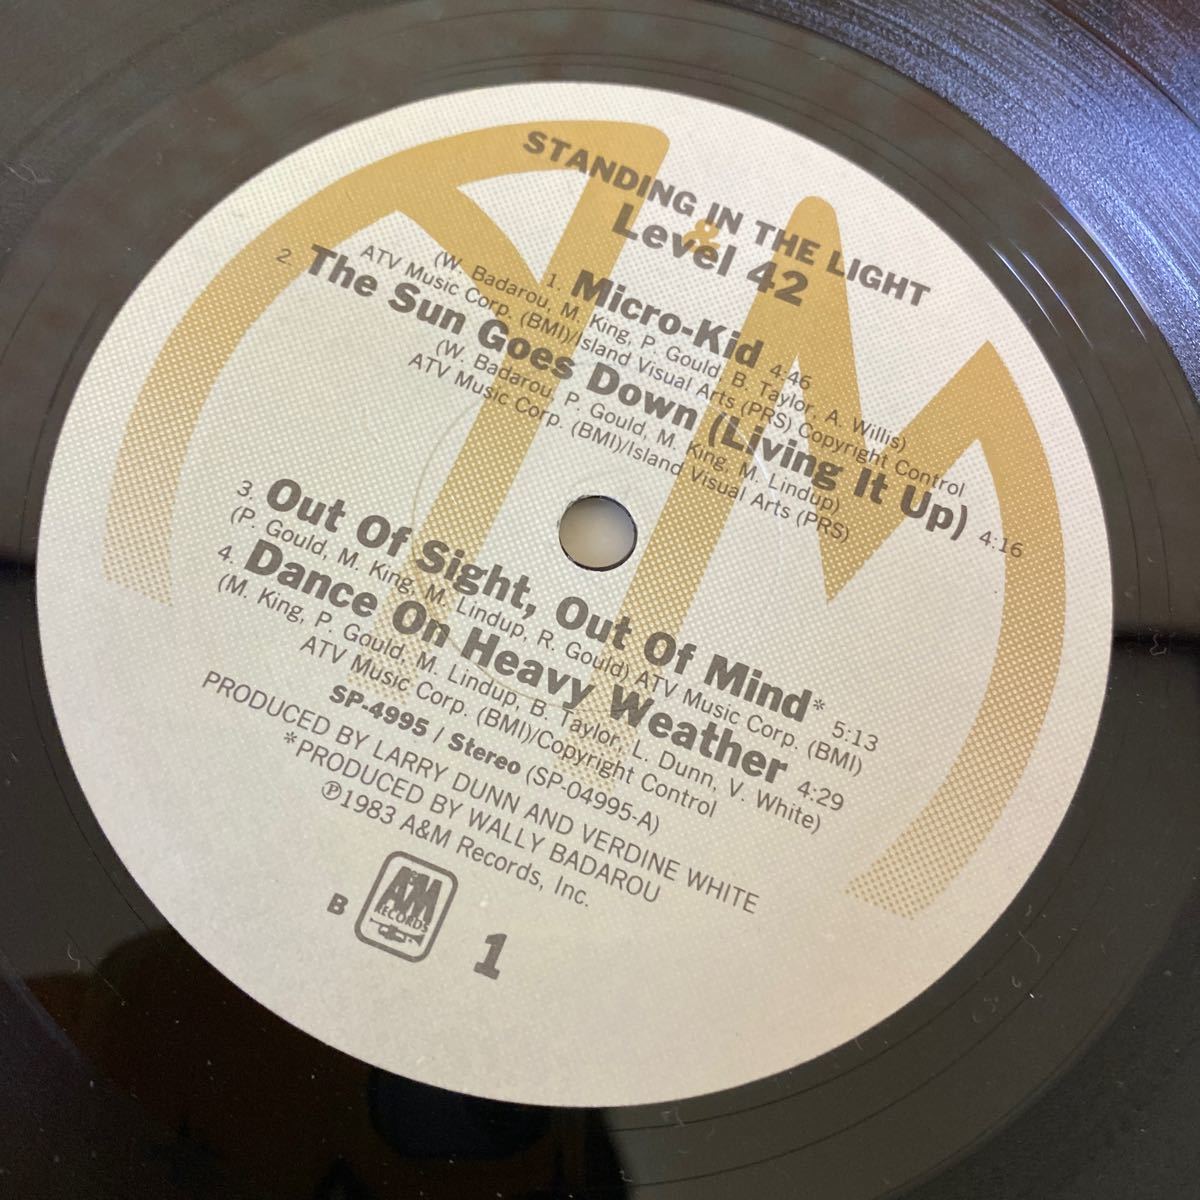 STANDING IN THE LIGHT
&
Level 42
1. Micro-Kid 4:46
(W. Badarou, M. King, P. Gould, B. Taylor, A. Willis)
ATV Music Corp. (BMI)/Island Visual Arts (PRS) Copyright Control
2. The Sun Goes Down (Living It Up) 4:16
(W. Badarou, P. Gould, M. King, M. Lindup)
ATV Music Corp. (BMI)/Island Visual Arts (PRS)
3. Out Of Sight, Out Of Mind* 5:13
(P. Gould, M. King, M. Lindup, R. Gould) ATV Music Corp. (BMI)
4. Dance On Heavy Weather 4:29
(M. King, P. Gould, M. Lindup, B. Taylor, L. Dunn, V. White)
ATV Music Corp. (BMI)/Copyright Control
SP-4995 / Stereo (SP-04995-A)
PRODUCED BY LARRY DUNN AND VERDINE WHITE
*PRODUCED BY WALLY BADAROU
℗1983 A&M Records, Inc.
B
A&M
RECORDS
1